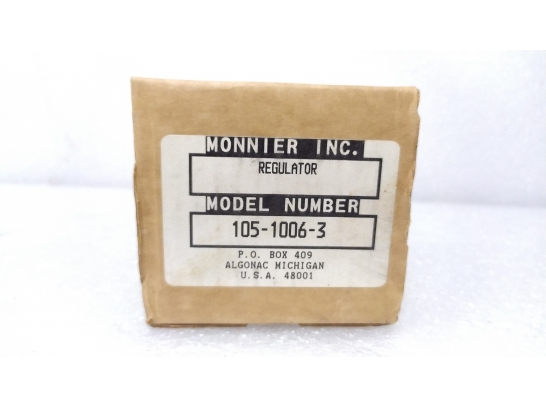 MONNIER INC.
REGULATOR
MODEL NUMBER
105-1006-3
P.O. BOX 409
ALGONAC MICHIGAN
U.S.A. 48001